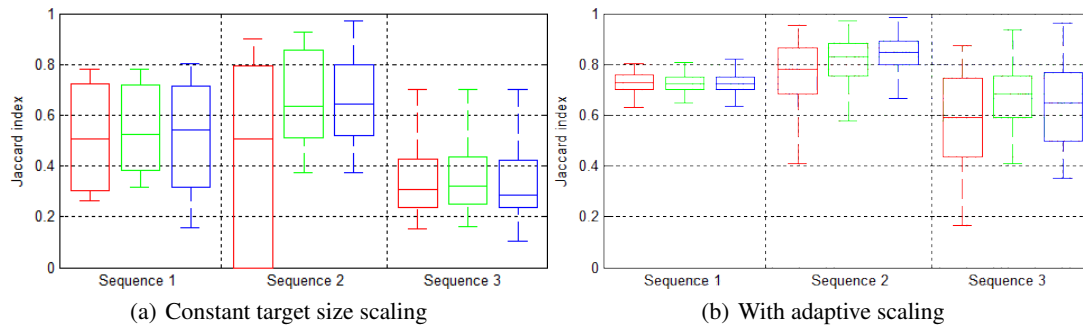 Jaccard index
1
0.8
0.6
0.4
0.2
0
Sequence 1 Sequence 2 Sequence 3
(a) Constant target size scaling
Jaccard index
1
0.8
0.6
0.4
0.2
0
Sequence 1 Sequence 2 Sequence 3
(b) With adaptive scaling